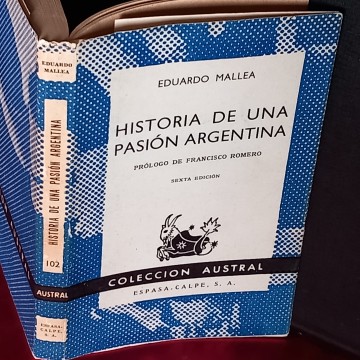 EDUARDO MALLEA
HISTORIA DE UNA
PASIÓN ARGENTINA
PRÓLOGO DE FRANCISCO ROMERO
SEXTA EDICIÓN
COLECCION AUSTRAL
ESPASA-CALPE, S. A.
EDUARDO
MALLEA
HISTORIA DE UNA PASIÓN ARGENTINA
102
AUSTRAL
ESPASA-
CALPE,
S. A.